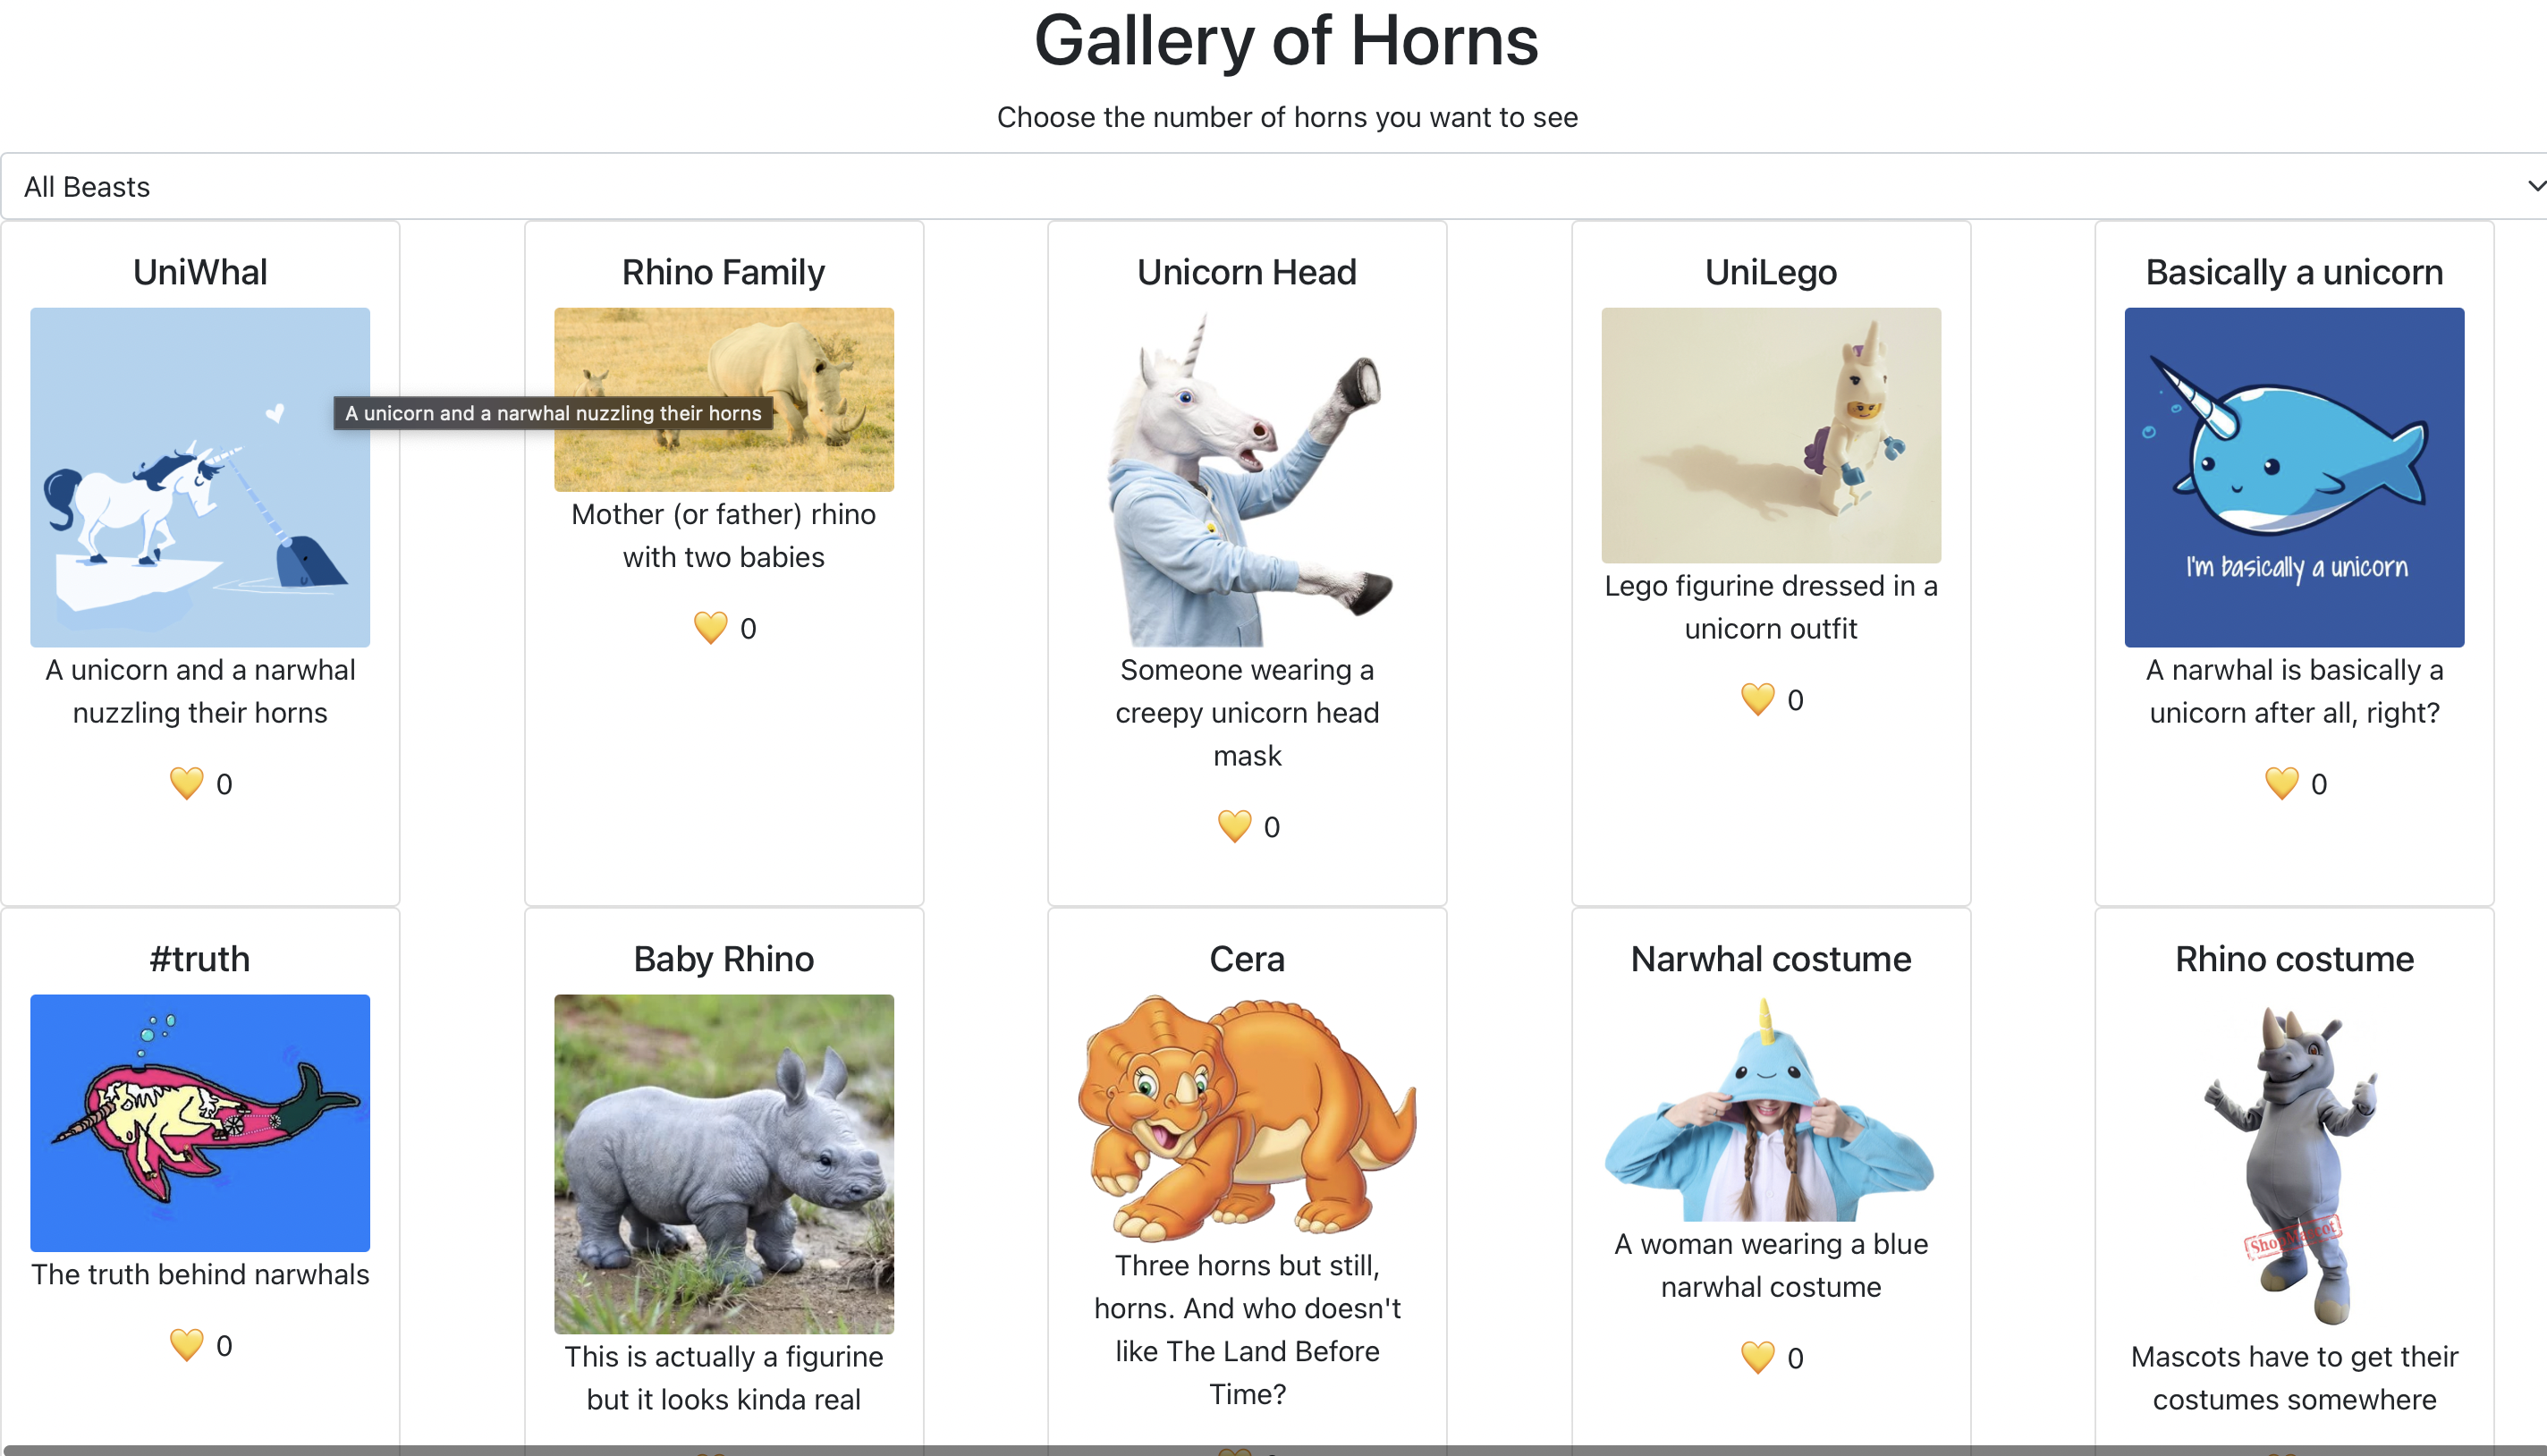 Gallery of Horns
Choose the number of horns you want to see
All Beasts
UniWhal
A unicorn and a narwhal
nuzzling their horns
💛 0
Rhino Family
A unicorn and a narwhal nuzzling their horns
Mother (or father) rhino
with two babies
💛 0
Unicorn Head
Someone wearing a
creepy unicorn head
mask
💛 0
UniLego
Lego figurine dressed in a
unicorn outfit
💛 0
Basically a unicorn
I'm basically a unicorn
A narwhal is basically a
unicorn after all, right?
💛 0
#truth
The truth behind narwhals
💛 0
Baby Rhino
This is actually a figurine
but it looks kinda real
Cera
Three horns but still,
horns. And who doesn't
like The Land Before
Time?
Narwhal costume
A woman wearing a blue
narwhal costume
💛 0
Rhino costume
ShopMascot
Mascots have to get their
costumes somewhere